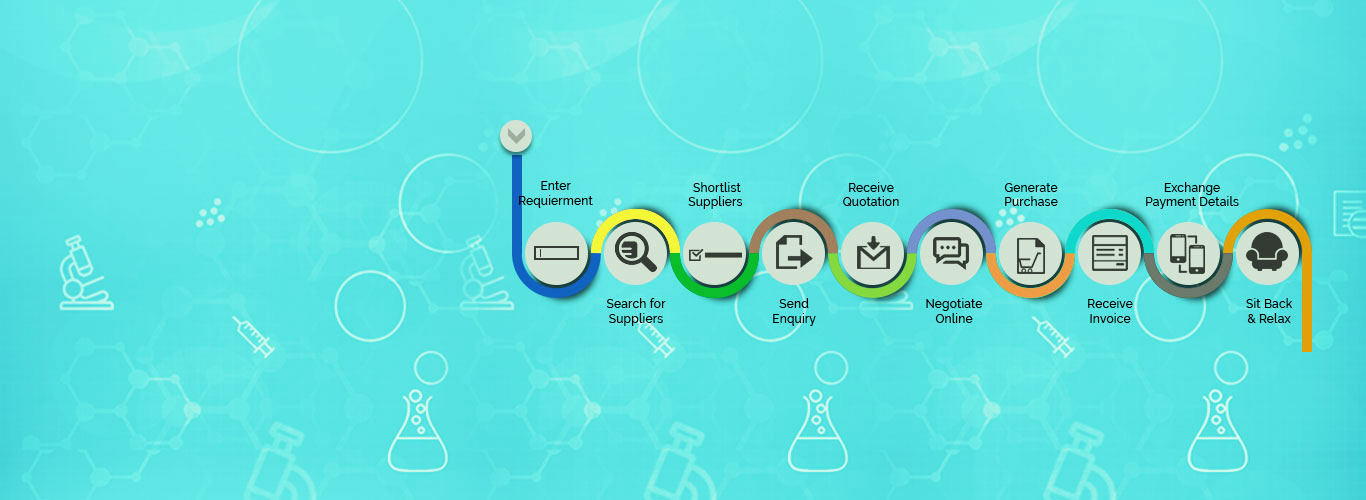 Enter
Requierment
Search for
Suppliers
Shortlist
Suppliers
Send
Enquiry
Receive
Quotation
Negotiate
Online
Generate
Purchase
Receive
Invoice
Exchange
Payment Details
Sit Back
& Relax